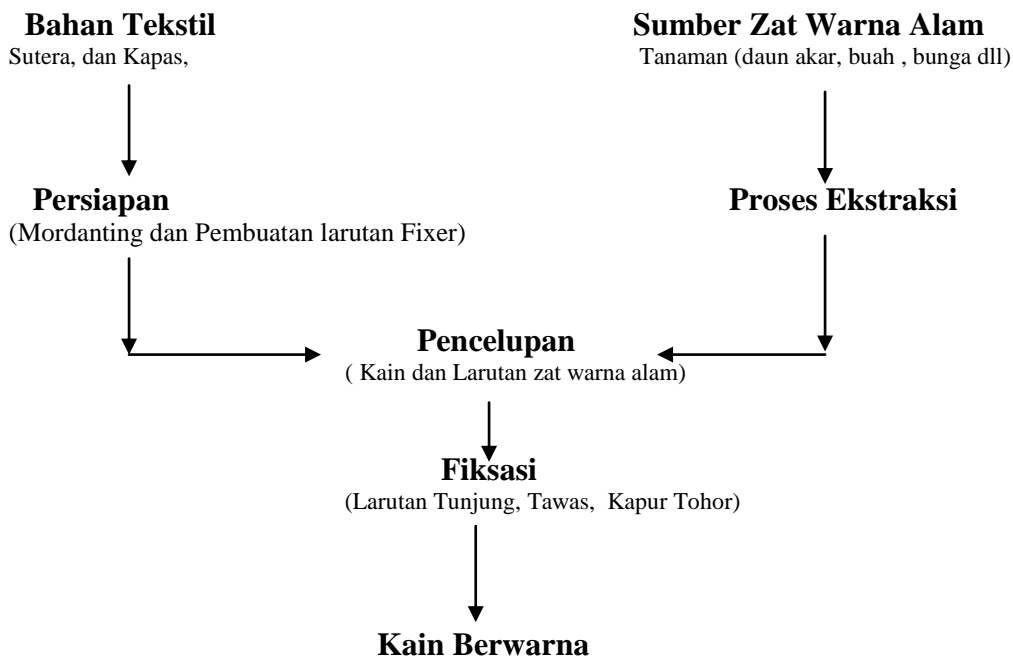 Bahan Tekstil
Sutera, dan Kapas,
Sumber Zat Warna Alam
Tanaman (daun akar, buah , bunga dll)
Persiapan
(Mordanting dan Pembuatan larutan Fixer)
Proses Ekstraksi
Pencelupan
( Kain dan Larutan zat warna alam)
Fiksasi
(Larutan Tunjung, Tawas, Kapur Tohor)
Kain Berwarna